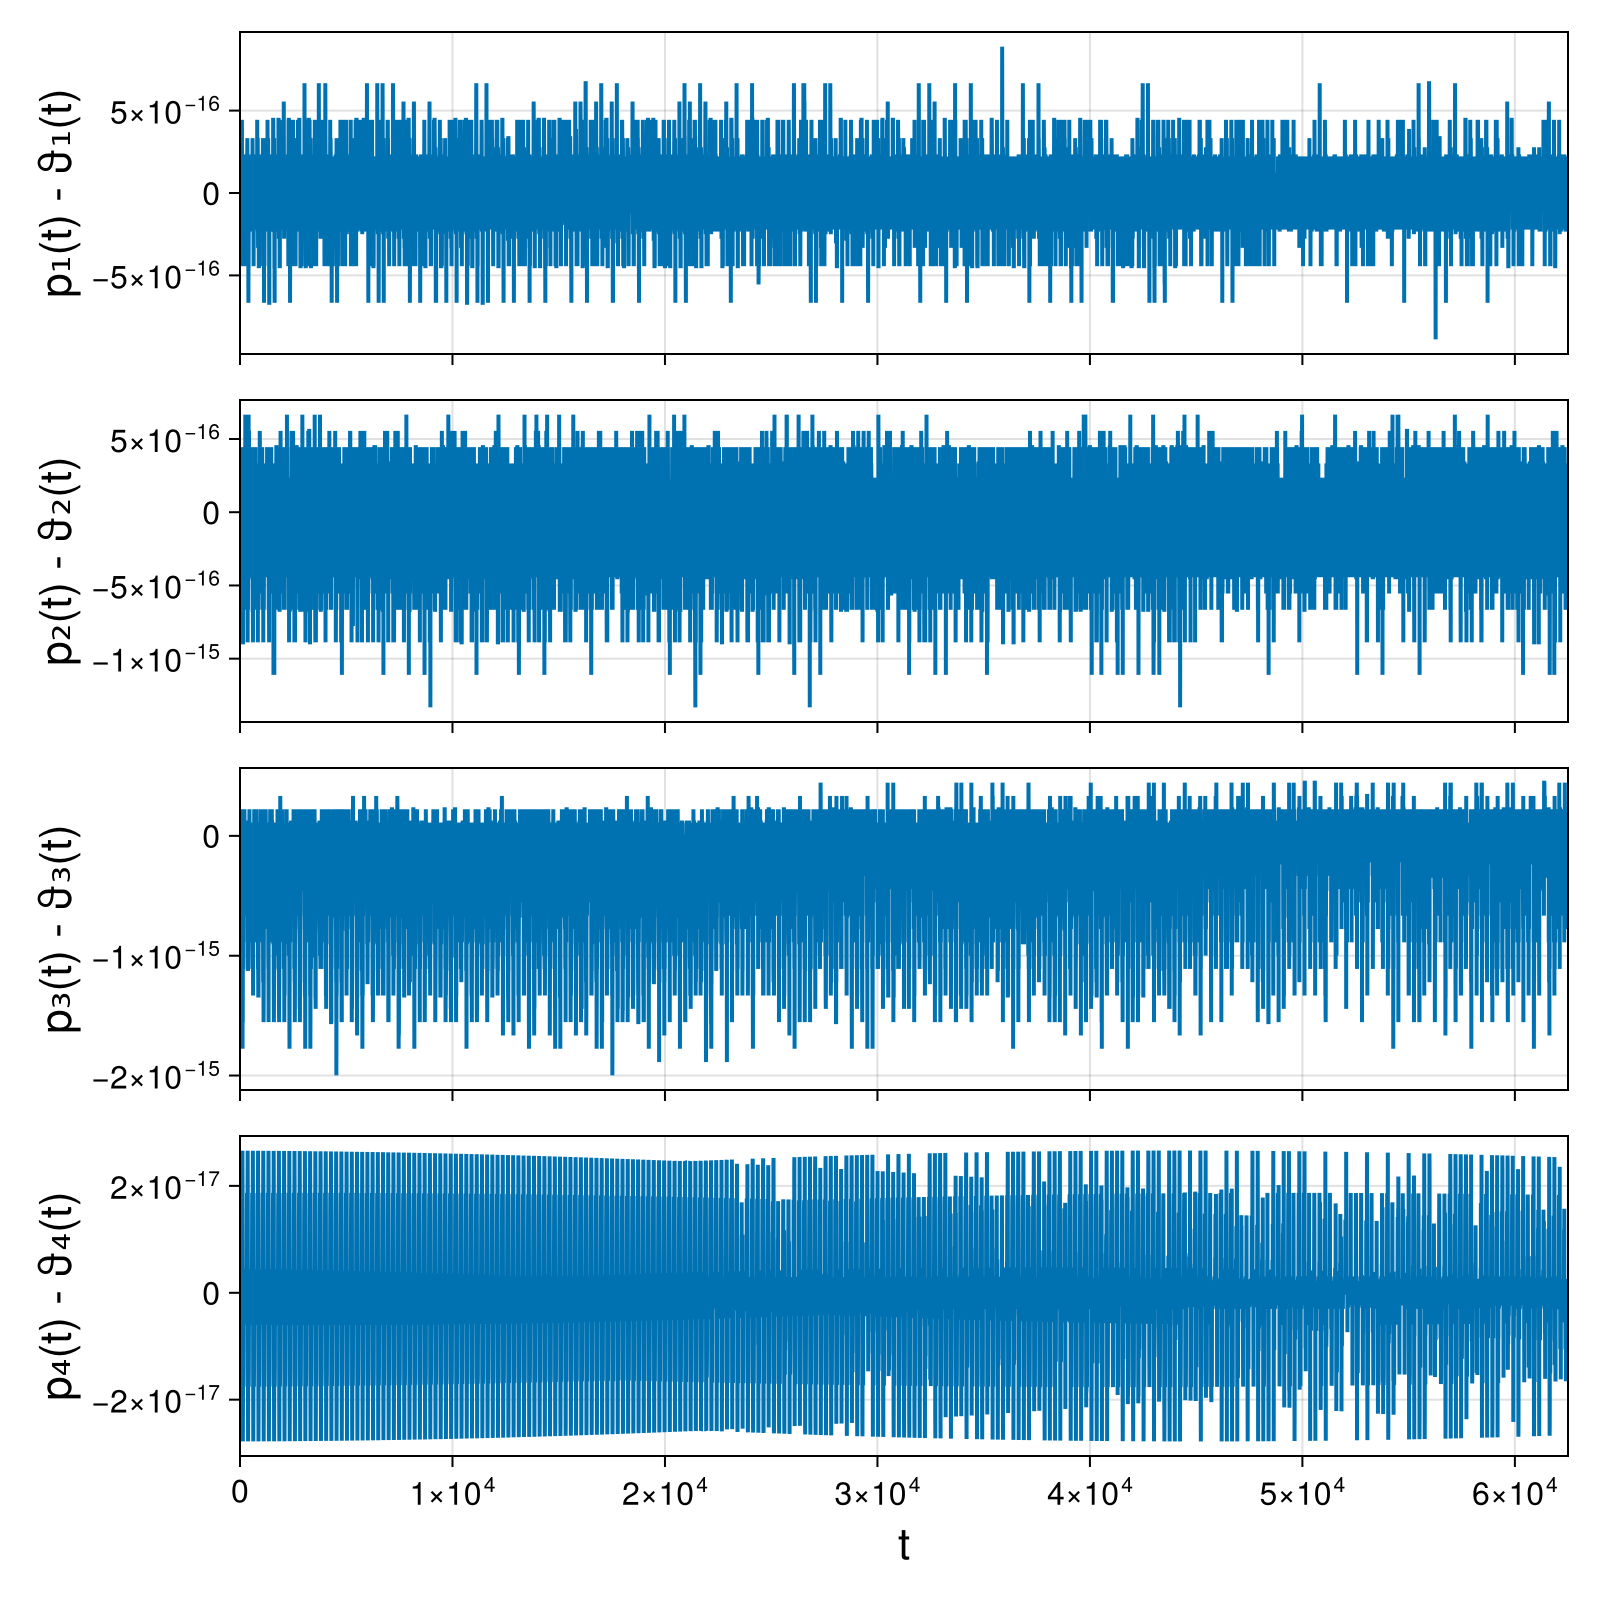 p₁(t) - ϑ₁(t)
5×10⁻¹⁶
0
−5×10⁻¹⁶
p₂(t) - ϑ₂(t)
5×10⁻¹⁶
0
−5×10⁻¹⁶
−1×10⁻¹⁵
p₃(t) - ϑ₃(t)
0
−1×10⁻¹⁵
−2×10⁻¹⁵
p₄(t) - ϑ₄(t)
2×10⁻¹⁷
0
−2×10⁻¹⁷
0 1×10⁴ 2×10⁴ 3×10⁴ 4×10⁴ 5×10⁴ 6×10⁴
t